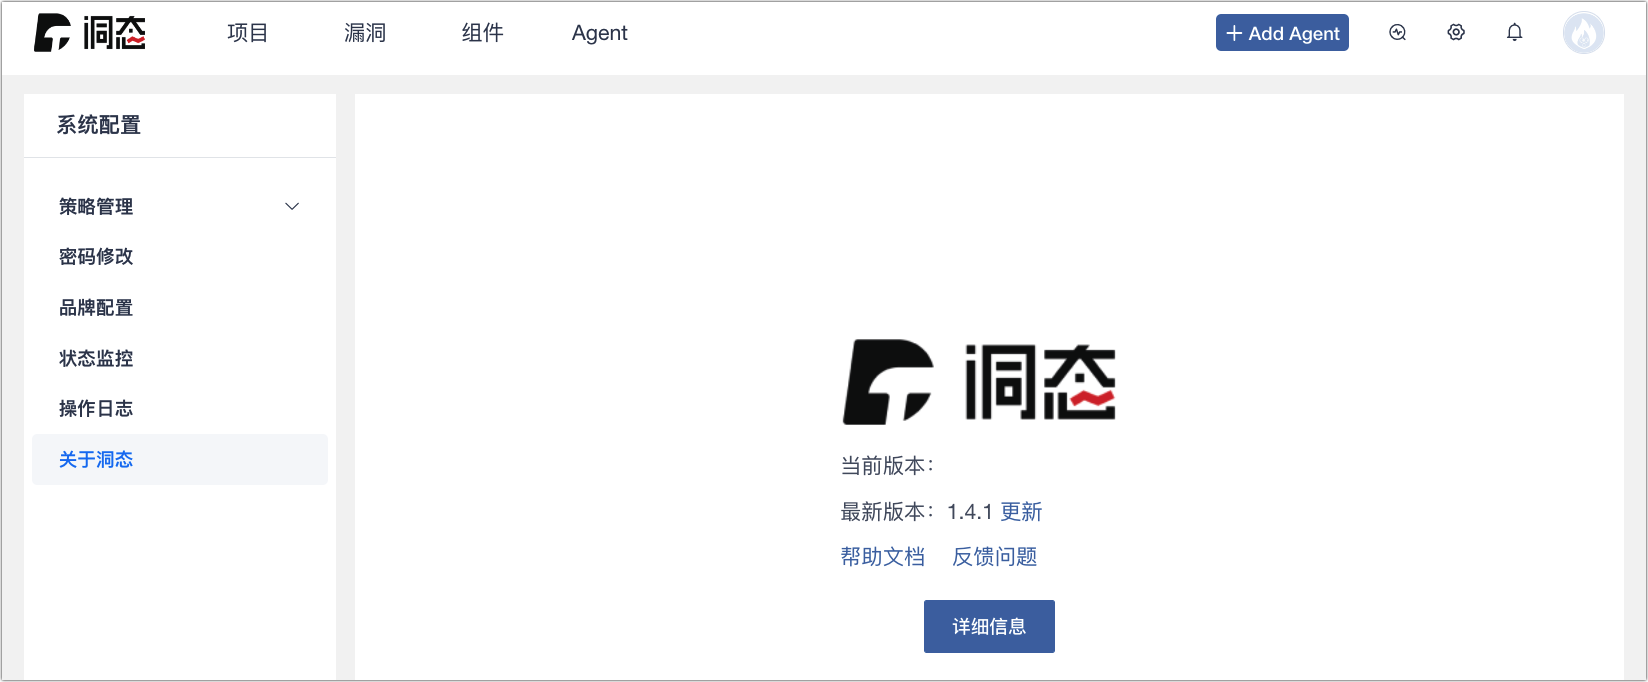 洞态 项目 漏洞 组件 Agent + Add Agent
系统配置
策略管理
密码修改
品牌配置
状态监控
操作日志
关于洞态
洞态
当前版本：
最新版本：1.4.1 更新
帮助文档 反馈问题
详细信息